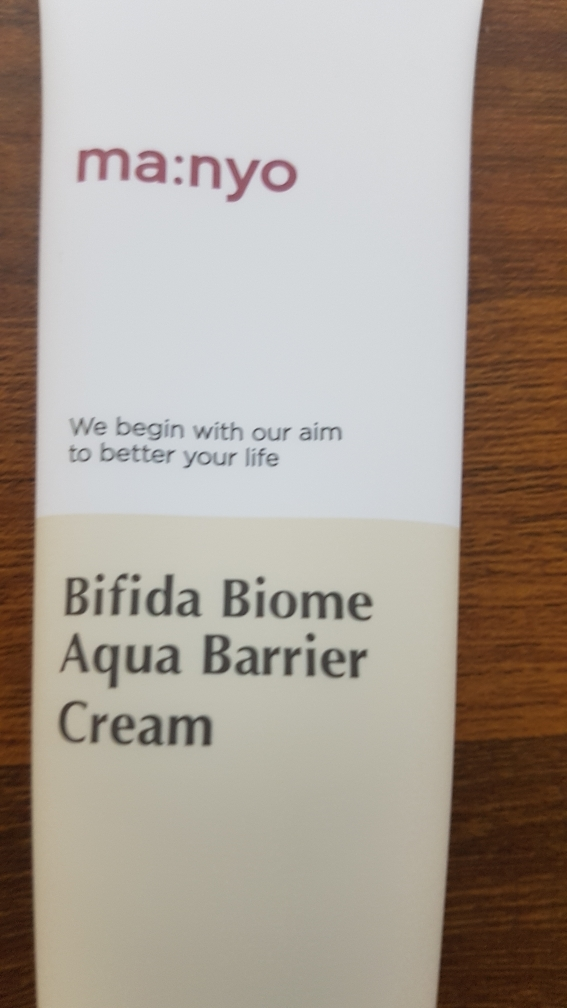 ma:nyo
We begin with our aim
to better your life
Bifida Biome
Aqua Barrier
Cream